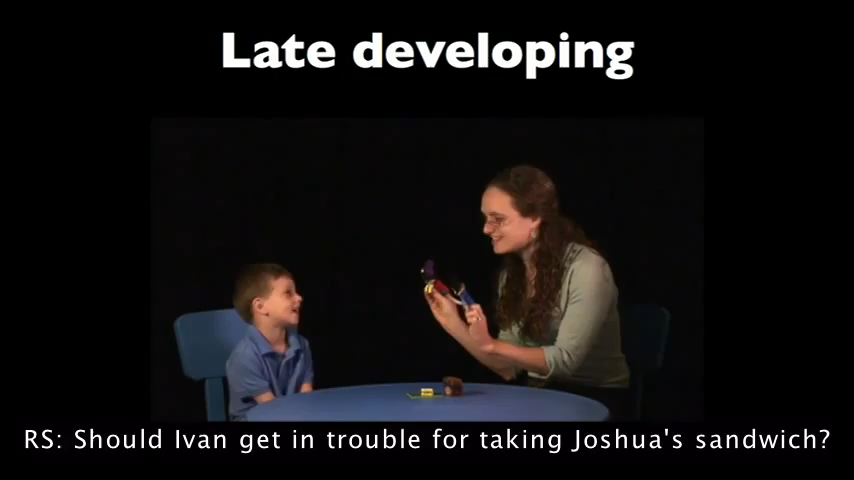 Late developing
RS: Should Ivan get in trouble for taking Joshua's sandwich?